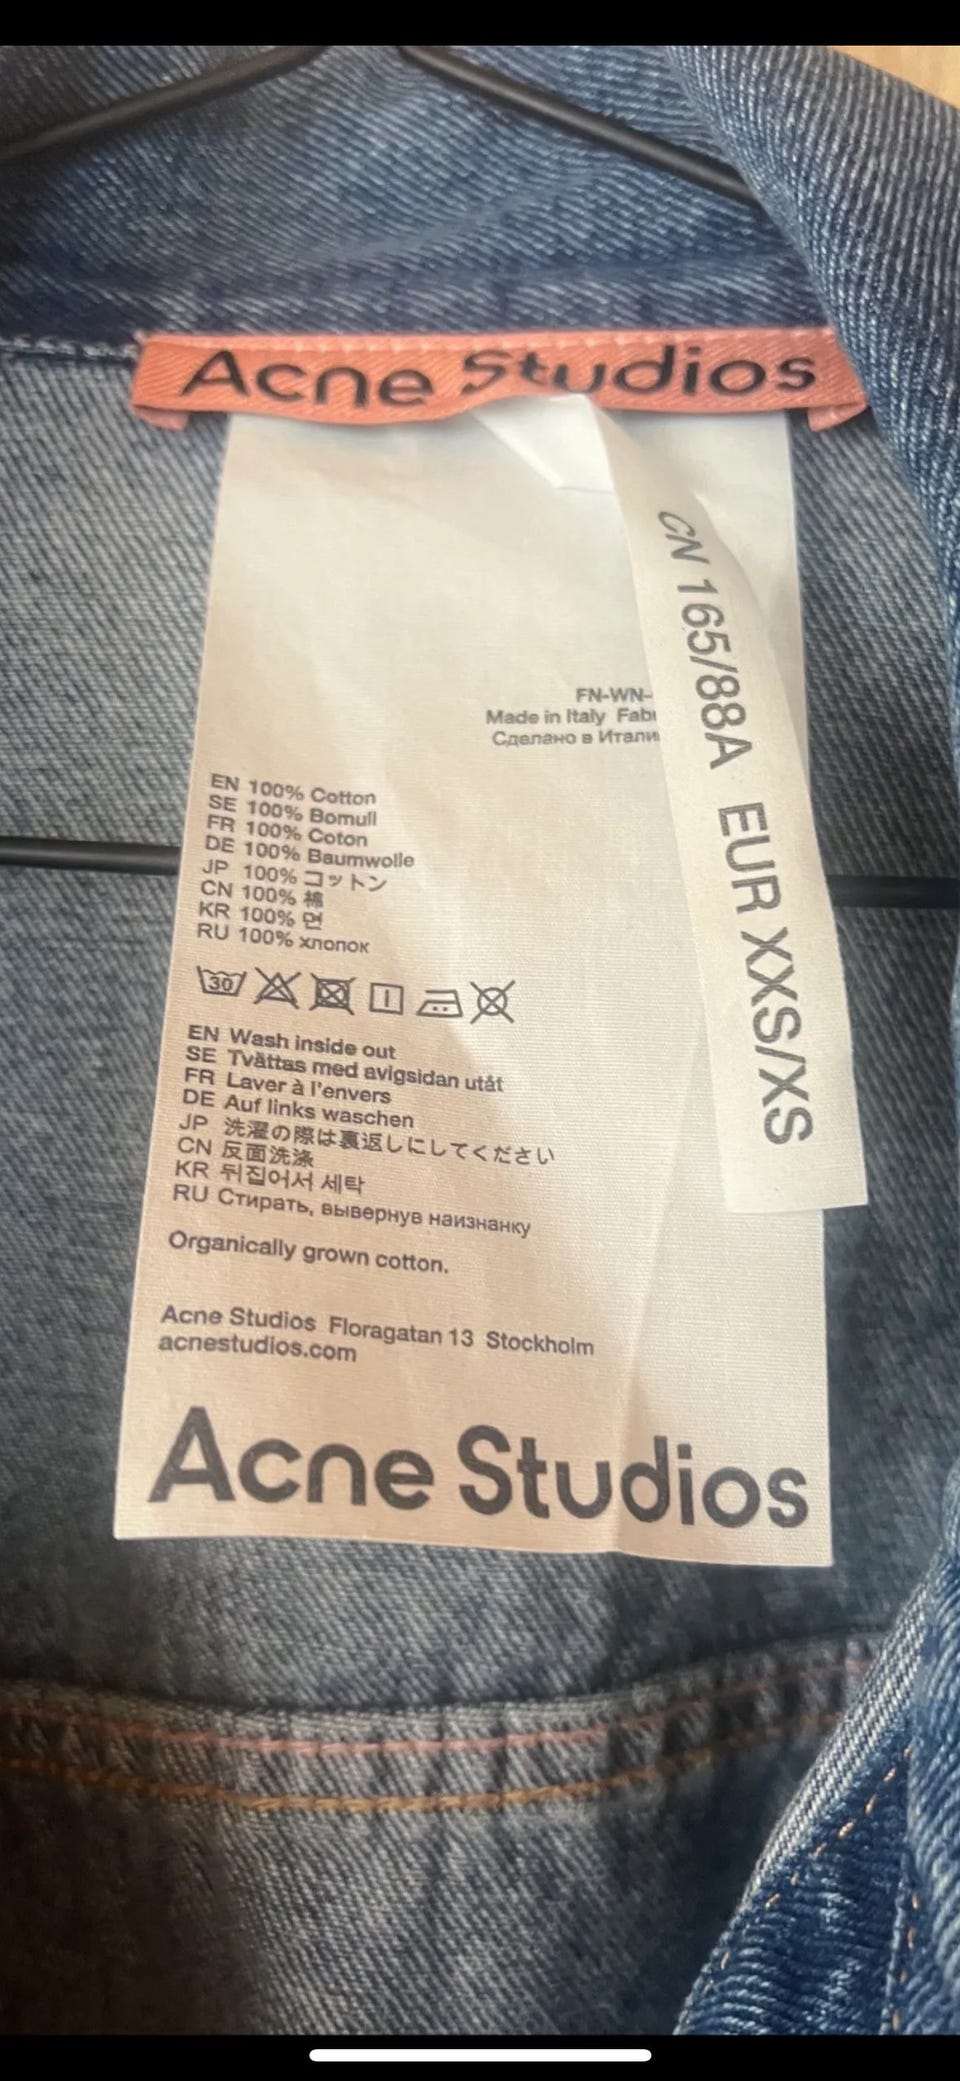 Acne Studios
CN 165/88A EUR XXS/XS
FN-WN-
Made in Italy
Сделано в
EN 100% Cotton
SE 100% Bomull
FR 100% Coton
DE 100% Baumwolle
JP 100% コットン
CN 100% 棉
KR 100% 면
RU 100% хлопок
30
EN Wash inside out
SE Tvättas med avigsidan utåt
FR Laver à l'envers
DE Auf links waschen
JP 洗濯の際は裏返しにしてください
CN 反面洗涤
KR 뒤집어서 세탁
RU Стирать, вывернув наизнанку
Organically grown cotton.
Acne Studios Floragatan 13 Stockholm
acnestudios.com
Acne Studios